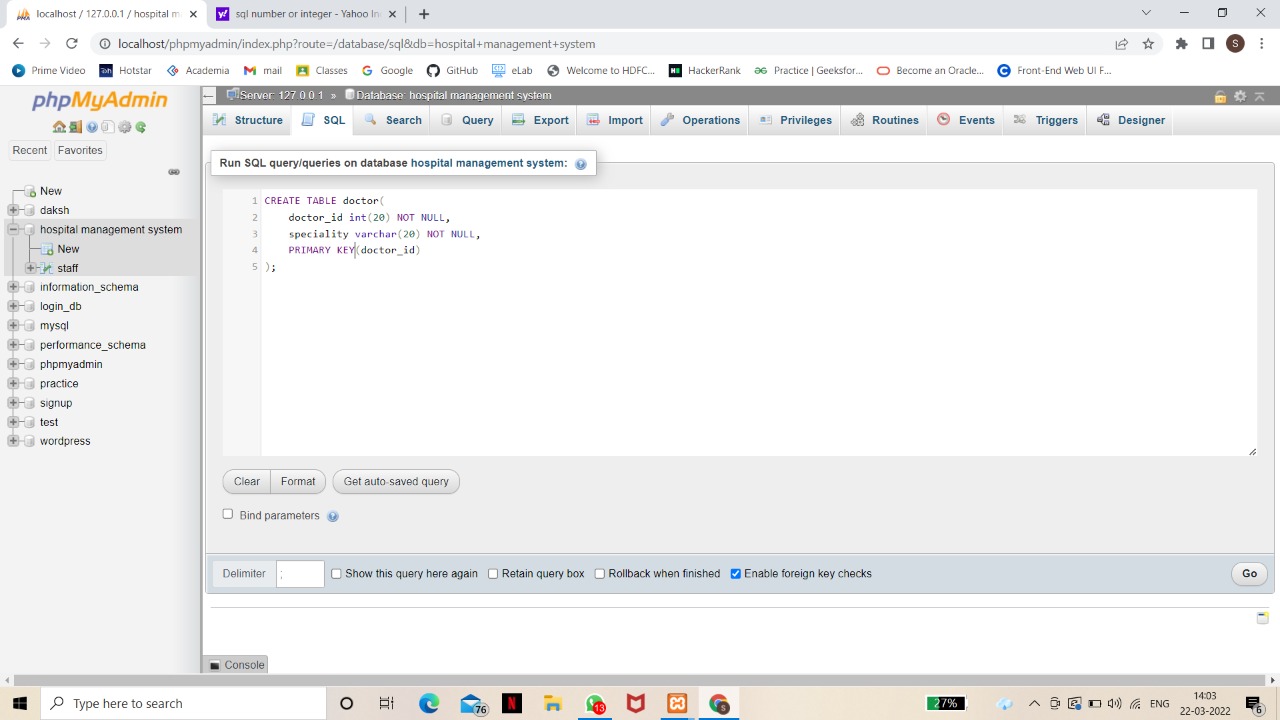 localhost / 127.0.0.1 / hospital m
sql number or integer - Yahoo In
localhost/phpmyadmin/index.php?route=/database/sql&db=hospital+management+system
S
Prime Video
Hotstar
Academia
mail
Classes
Google
GitHub
eLab
Welcome to HDFC...
HackerRank
Practice | Geeksfor...
Become an Oracle...
Front-End Web UI F...
phpMyAdmin
Recent
Favorites
New
daksh
hospital management system
New
staff
information_schema
login_db
mysql
performance_schema
phpmyadmin
practice
signup
test
wordpress
Server: 127.0.0.1 » Database: hospital management system
Structure
SQL
Search
Query
Export
Import
Operations
Privileges
Routines
Events
Triggers
Designer
Run SQL query/queries on database hospital management system:
1 CREATE TABLE doctor(
2 doctor_id int(20) NOT NULL,
3 speciality varchar(20) NOT NULL,
4 PRIMARY KEY(doctor_id)
5 );
Clear
Format
Get auto-saved query
Bind parameters
Delimiter
;
Show this query here again
Retain query box
Rollback when finished
Enable foreign key checks
Go
Console
Type here to search
76
13
27%
ENG
14:03
22-03-2022
6